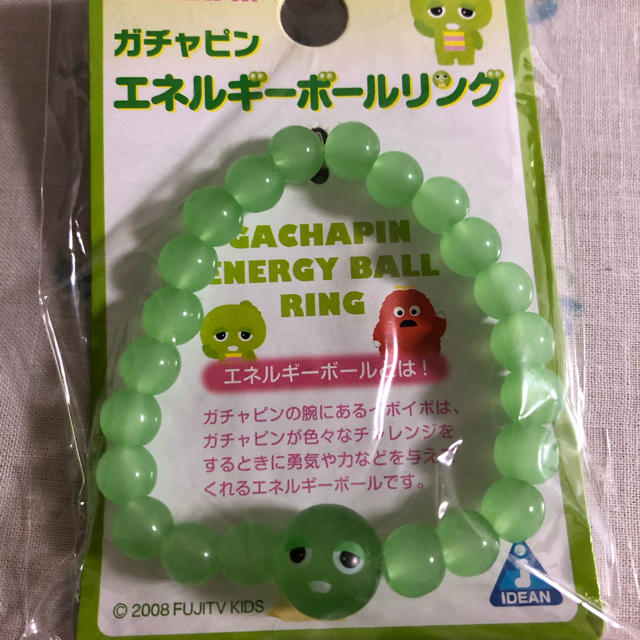 ガチャピン
エネルギーボールリング
GACHAPIN
ENERGY BALL
RING
エネルギーボールとは！
ガチャピンの腕にあるイボイボは、
ガチャピンが色々なチャレンジを
するときに勇気や力などを与えて
くれるエネルギーボールです。
© 2008 FUJITV KIDS
IDEAN